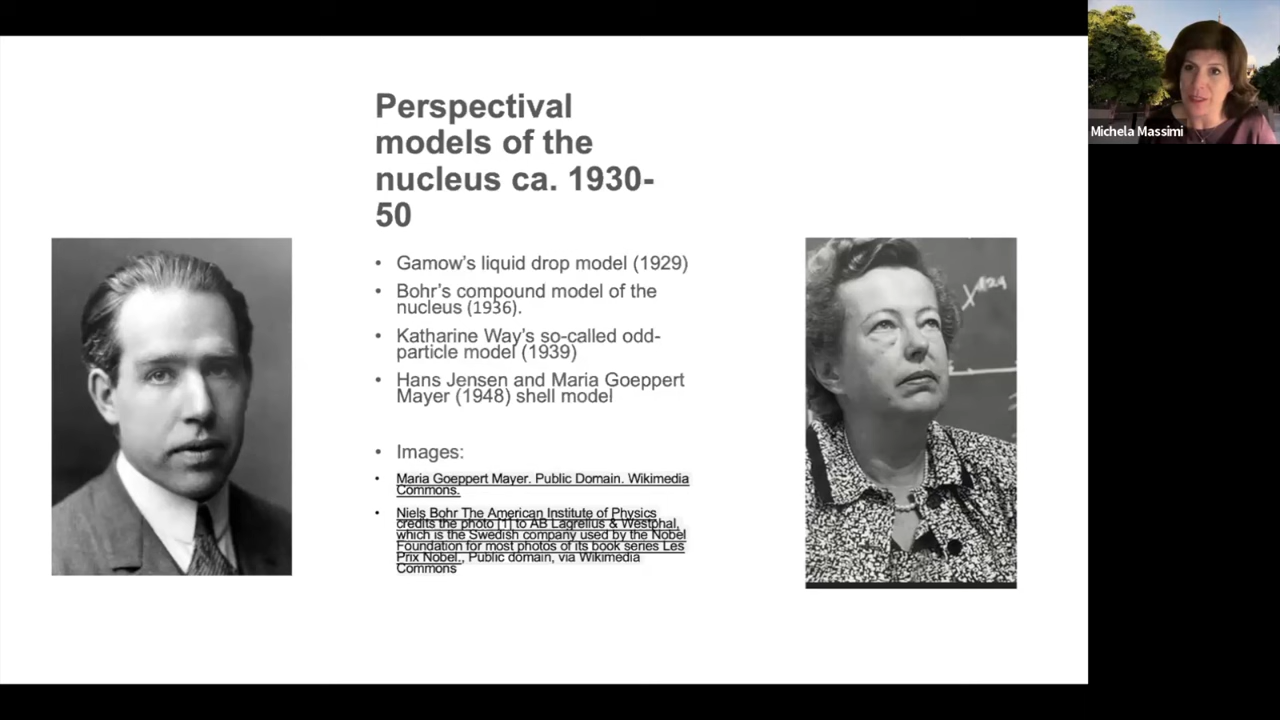 Perspectival
models of the
nucleus ca. 1930-
50
• Gamow's liquid drop model (1929)
• Bohr's compound model of the
nucleus (1936).
• Katharine Way's so-called odd-
particle model (1939)
• Hans Jensen and Maria Goeppert
Mayer (1948) shell model
• Images:
• Maria Goeppert Mayer. Public Domain. Wikimedia
Commons.
• Niels Bohr The American Institute of Physics
credits the photo [1] to AB Lagrelius & Westphal,
which is the Swedish company used by the Nobel
Foundation for most photos of its book series Les
Prix Nobel., Public domain, via Wikimedia
Commons
Michela Massimi